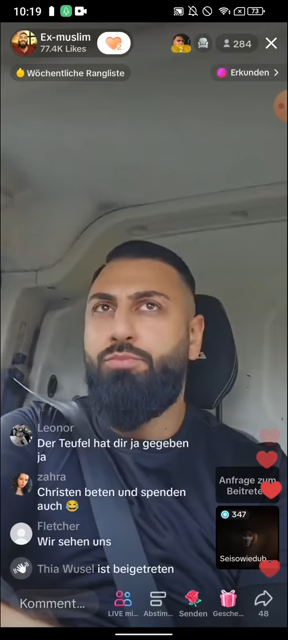 10:19
73
Ex-muslim
77.4K Likes
284
Wöchentliche Rangliste
Erkunden >
Leonor
Der Teufel hat dir ja gegeben
ja
zahra
Christen beten und spenden
auch 😂
Fletcher
Wir sehen uns
Thia Wusel ist beigetreten
Anfrage zum
Beitrete
347
Seisowiedub...
Kommentar...
LIVE mi...
Abstim...
Senden
Gesche...
48